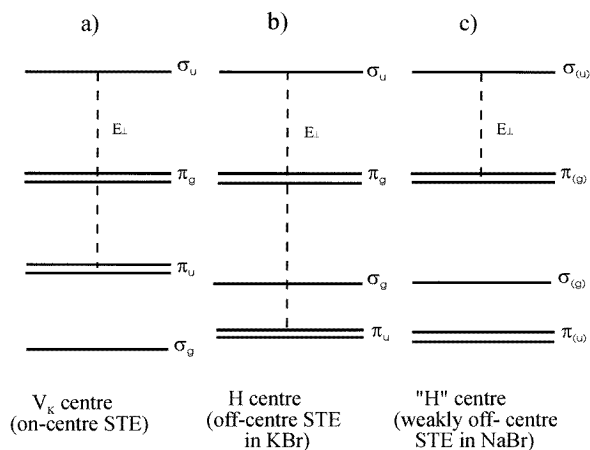 a)
b)
c)
σu
E⊥
πg
πu
σg
σu
E⊥
πg
σg
πu
σ(u)
E⊥
π(g)
σ(g)
π(u)
VK centre
(on-centre STE)
H centre
(off-centre STE
in KBr)
"H" centre
(weakly off- centre
STE in NaBr)